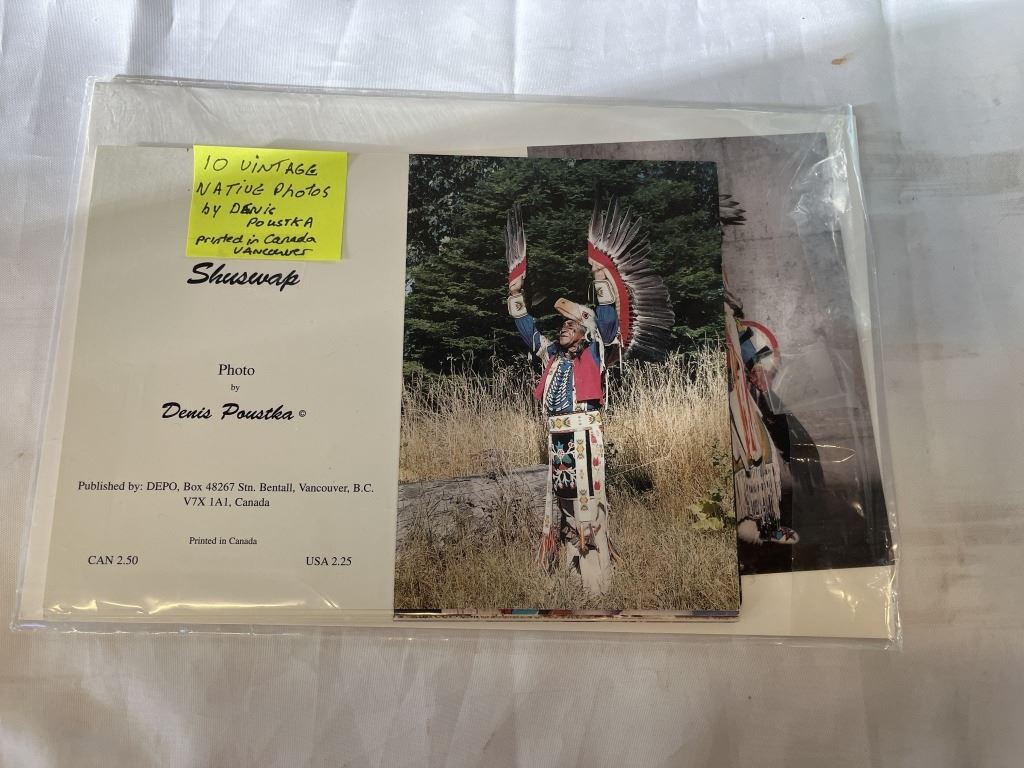 10 VINTAGE
NATIVE PHOTOS
by DENIS
POUSTKA
printed in Canada
VANCOUVER
Shuswap
Photo
by
Denis Poustka ©
Published by: DEPO, Box 48267 Stn. Bentall, Vancouver, B.C.
V7X 1A1, Canada
Printed in Canada
CAN 2.50 USA 2.25